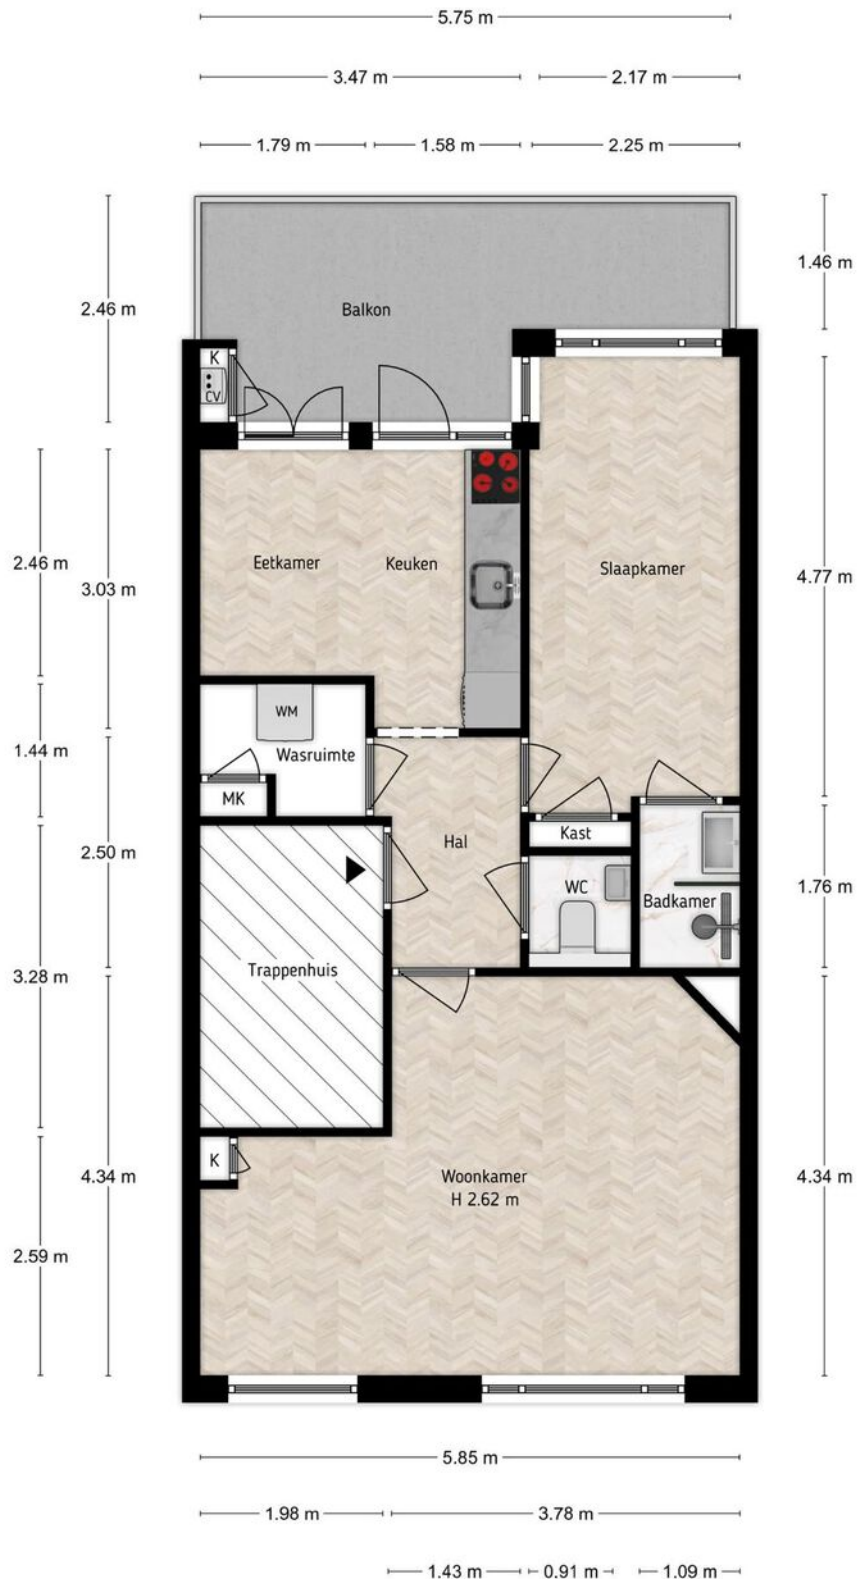 5.75 m
3.47 m
2.17 m
1.79 m
1.58 m
2.25 m
1.46 m
2.46 m
Balkon
K
CV
Eetkamer
Keuken
Slaapkamer
2.46 m
3.03 m
4.77 m
WM
Wasruimte
1.44 m
MK
Kast
Hal
2.50 m
WC
Badkamer
1.76 m
Trappenhuis
3.28 m
K
Woonkamer
H 2.62 m
4.34 m
4.34 m
2.59 m
5.85 m
1.98 m
3.78 m
1.43 m
0.91 m
1.09 m